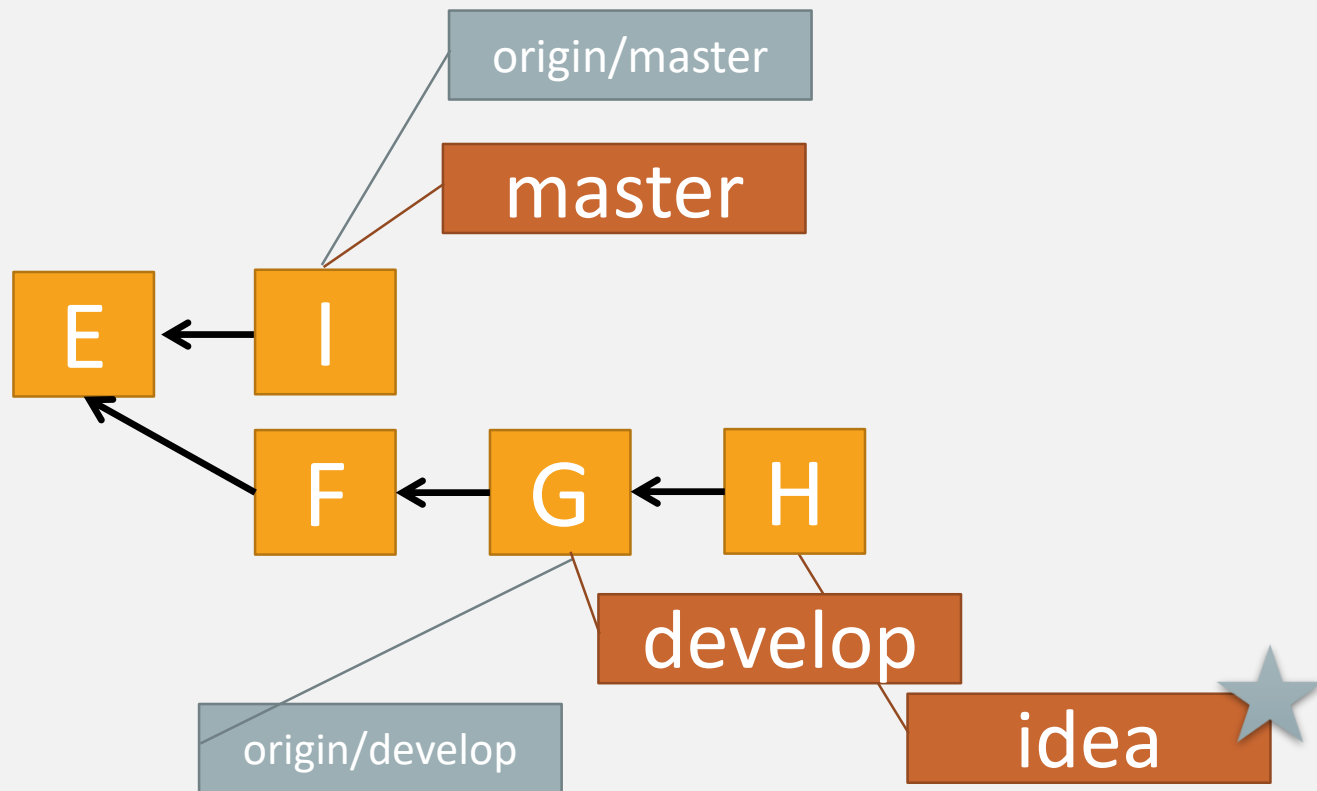 origin/master
master
E
I
F
G
H
develop
idea
origin/develop